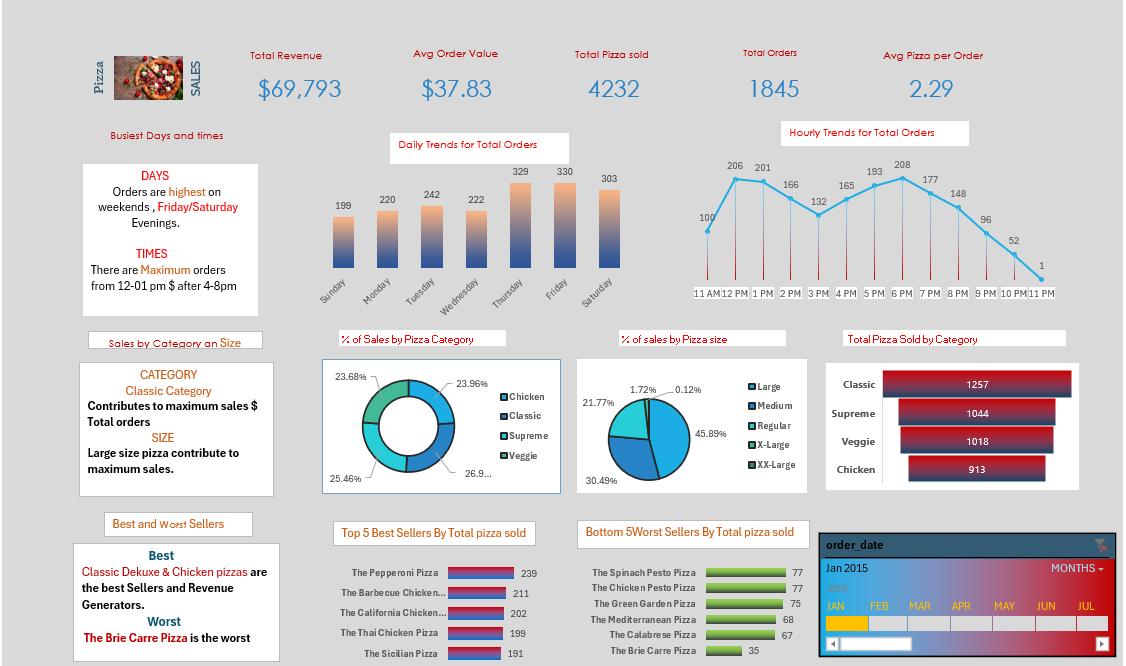 Pizza
SALES
Total Revenue
$69,793
Avg Order Value
$37.83
Total Pizza sold
4232
Total Orders
1845
Avg Pizza per Order
2.29
Busiest Days and times
DAYS
Orders are highest on
weekends , Friday/Saturday
Evenings.
TIMES
There are Maximum orders
from 12-01 pm $ after 4-8pm
Daily Trends for Total Orders
199
220
242
222
329
330
303
Sunday
Monday
Tuesday
Wednesday
Thursday
Friday
Saturday
Hourly Trends for Total Orders
100
206
201
166
132
165
193
208
177
148
96
52
1
11 AM 12 PM 1 PM 2 PM 3 PM 4 PM 5 PM 6 PM 7 PM 8 PM 9 PM 10 PM 11 PM
Sales by Category an Size
CATEGORY
Classic Category
Contributes to maximum sales $
Total orders
SIZE
Large size pizza contribute to
maximum sales.
% of Sales by Pizza Category
23.68%
23.96%
25.46%
26.9...
Chicken
Classic
Supreme
Veggie
% of sales by Pizza size
1.72%
0.12%
21.77%
45.89%
30.49%
Large
Medium
Regular
X-Large
XX-Large
Total Pizza Sold by Category
Classic 1257
Supreme 1044
Veggie 1018
Chicken 913
Best and Worst Sellers
Best
Classic Dekuxe & Chicken pizzas are
the best Sellers and Revenue
Generators.
Worst
The Brie Carre Pizza is the worst
Top 5 Best Sellers By Total pizza sold
The Pepperoni Pizza 239
The Barbecue Chicken... 211
The California Chicken... 202
The Thai Chicken Pizza 199
The Sicilian Pizza 191
Bottom 5Worst Sellers By Total pizza sold
The Spinach Pesto Pizza 77
The Chicken Pesto Pizza 77
The Green Garden Pizza 75
The Mediterranean Pizza 68
The Calabrese Pizza 67
The Brie Carre Pizza 35
order_date
Jan 2015
MONTHS
2015
JAN FEB MAR APR MAY JUN JUL